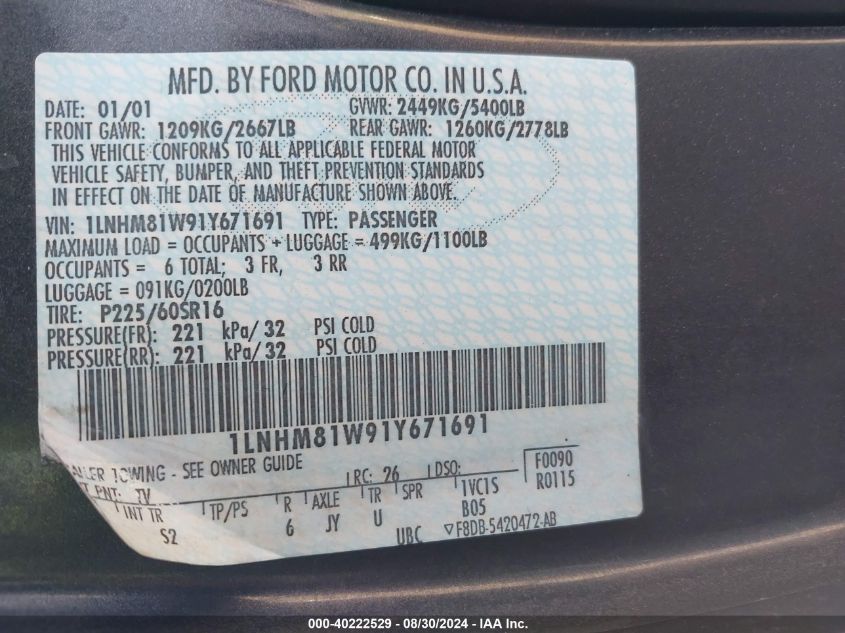 MFD. BY FORD MOTOR CO. IN U.S.A.
DATE: 01/01 GVWR: 2449KG/5400LB
FRONT GAWR: 1209KG/2667LB REAR GAWR: 1260KG/2778LB
THIS VEHICLE CONFORMS TO ALL APPLICABLE FEDERAL MOTOR
VEHICLE SAFETY, BUMPER, AND THEFT PREVENTION STANDARDS
IN EFFECT ON THE DATE OF MANUFACTURE SHOWN ABOVE.
VIN: 1LNHM81W91Y671691 TYPE: PASSENGER
MAXIMUM LOAD = OCCUPANTS + LUGGAGE = 499KG/1100LB
OCCUPANTS = 6 TOTAL; 3 FR, 3 RR
LUGGAGE = 091KG/0200LB
TIRE: P225/60SR16
PRESSURE(FR) 221 kPa/ 32 PSI COLD
PRESSURE(RR) 221 kPa/ 32 PSI COLD
1LNHM81W91Y671691
TOWING - SEE OWNER GUIDE
PNT: JV RC: 26 DSO: F0090
INT TR TP/PS R AXLE TR SPR 1VC1S R0115
S2 6 JY U B05
UBC F8DB-5420472-AB
000-40222529 - 08/30/2024 - IAA Inc.